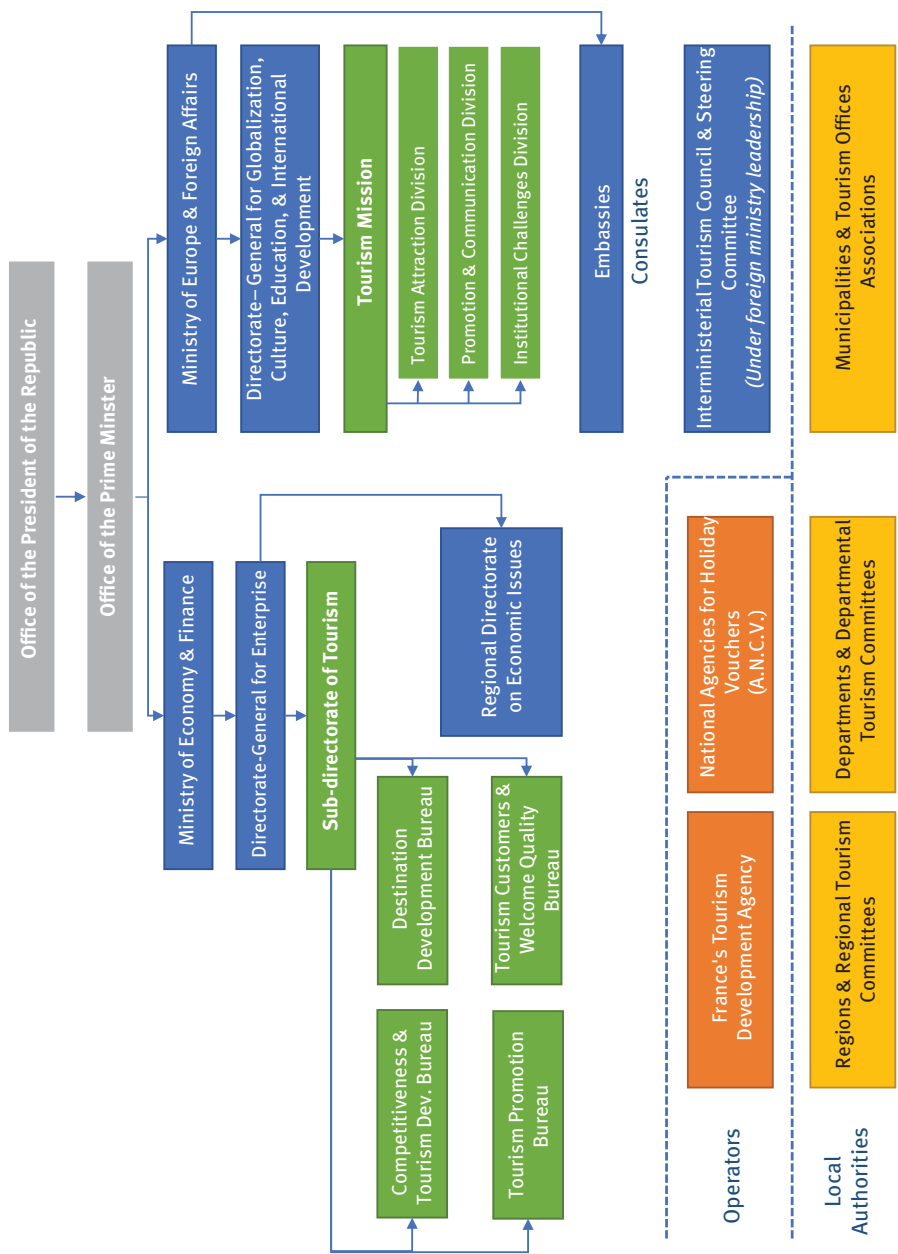 Office of the President of the Republic
Office of the Prime Minster
Ministry of Economy & Finance
Directorate-General for Enterprise
Sub-directorate of Tourism
Competitiveness &
Tourism Dev. Bureau
Destination
Development Bureau
Tourism Promotion
Bureau
Tourism Customers &
Welcome Quality
Bureau
Regional Directorate
on Economic Issues
Ministry of Europe & Foreign Affairs
Directorate– General for Globalization,
Culture, Education, & International
Development
Tourism Mission
Tourism Attraction Division
Promotion & Communication Division
Institutional Challenges Division
Embassies
Consulates
Operators
France's Tourism
Development Agency
National Agencies for Holiday
Vouchers
(A.N.C.V.)
Interministerial Tourism Council & Steering
Committee
(Under foreign ministry leadership)
Local
Authorities
Regions & Regional Tourism
Committees
Departments & Departmental
Tourism Committees
Municipalities & Tourism Offices
Associations